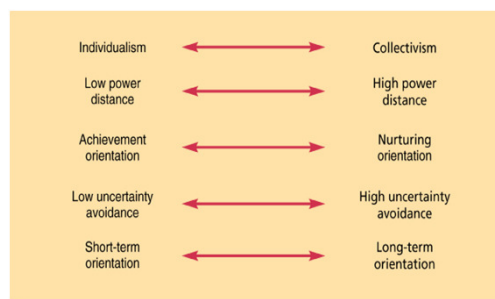 Individualism Collectivism
Low power High power
distance distance
Achievement Nurturing
orientation orientation
Low uncertainty High uncertainty
avoidance avoidance
Short-term Long-term
orientation orientation